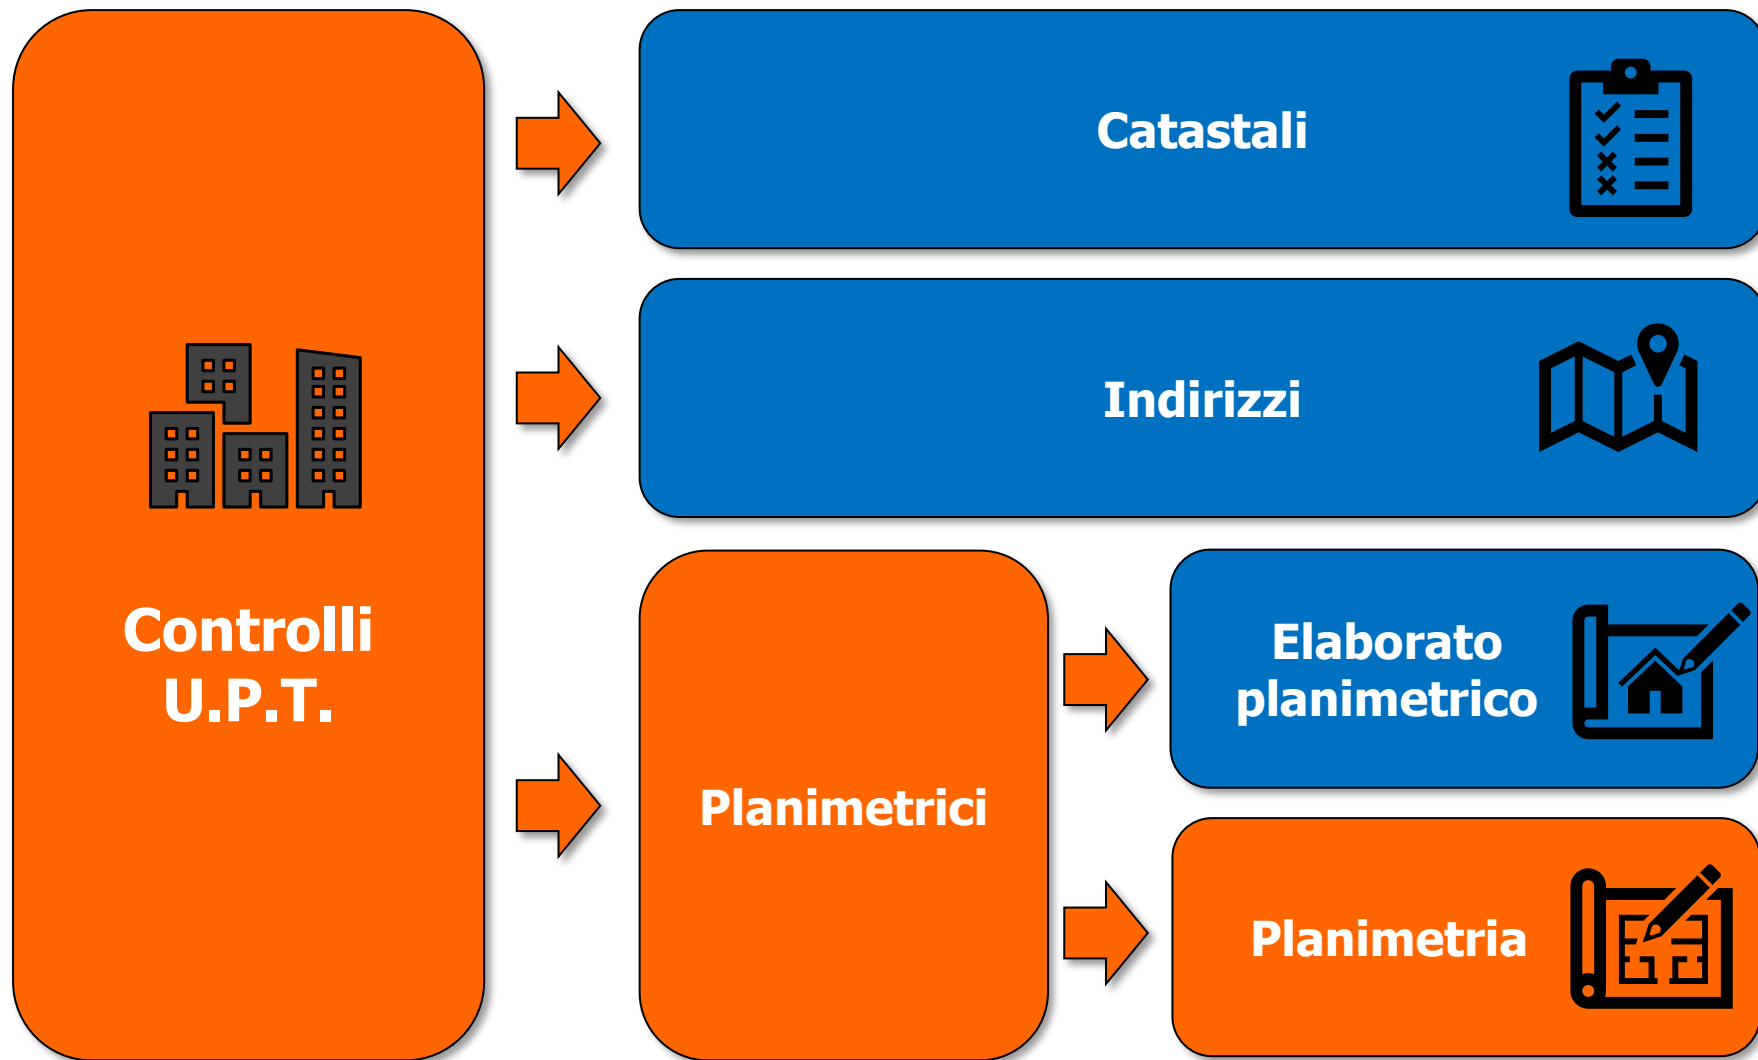 Controlli
U.P.T.
Catastali
Indirizzi
Planimetrici
Elaborato
planimetrico
Planimetria